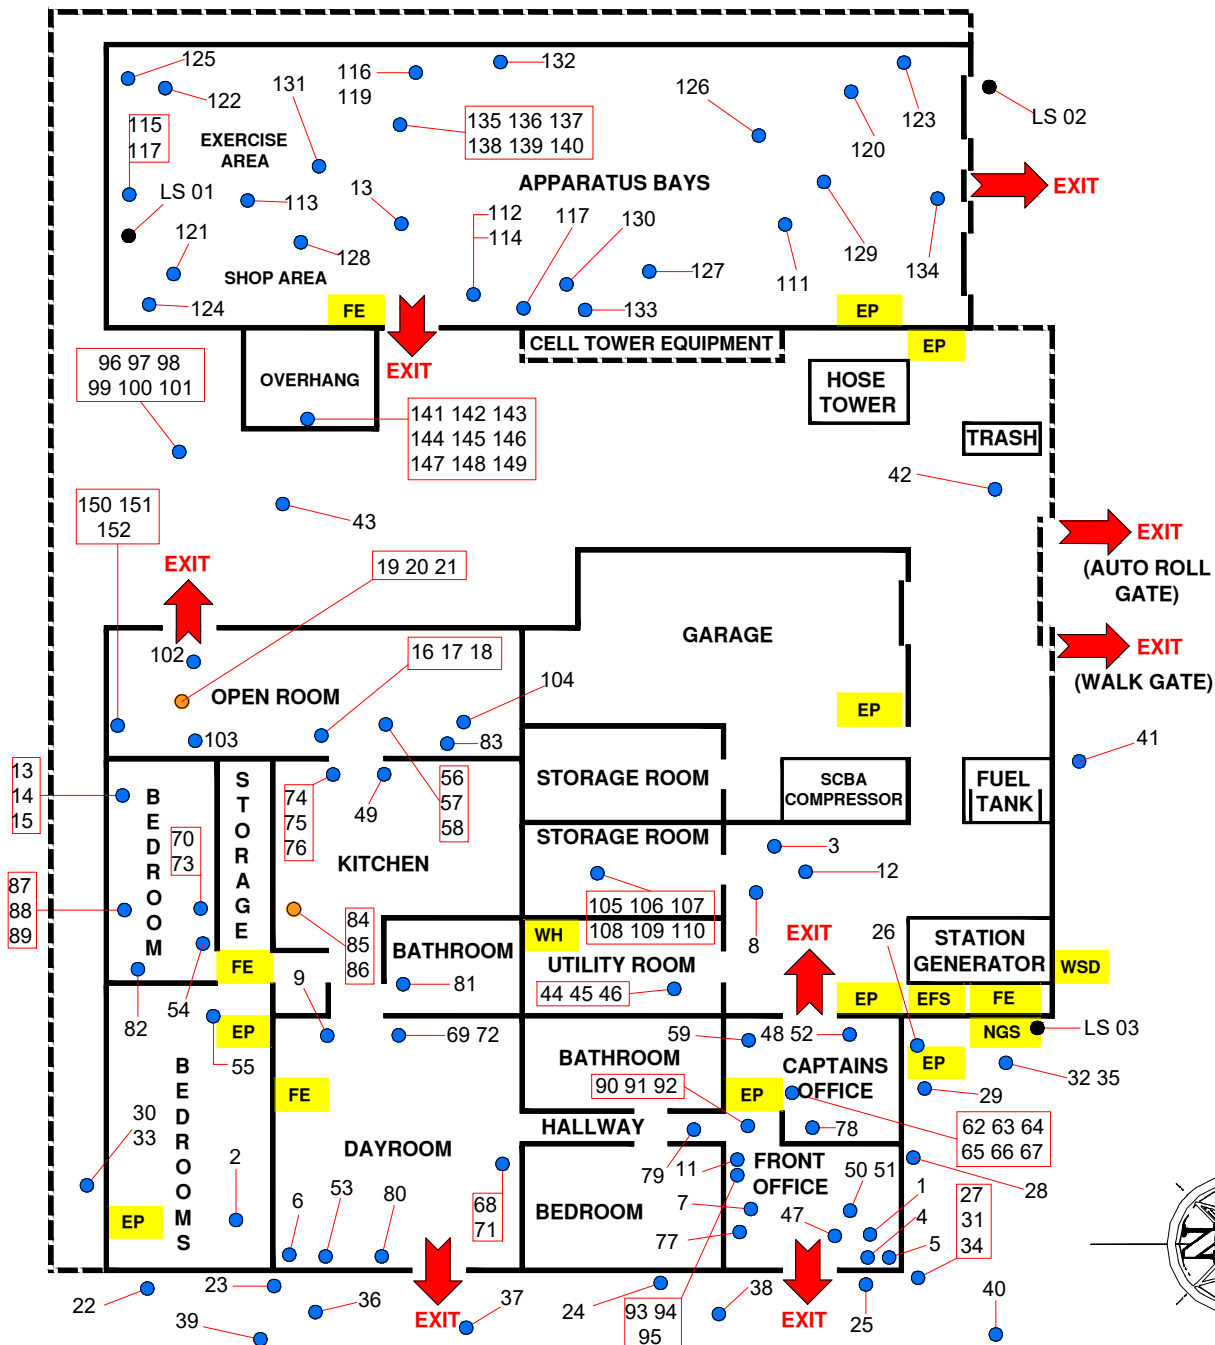 125
131
116
119
132
122
126
123
120
LS 02
115
117
EXERCISE
AREA
135 136 137
138 139 140
LS 01
113
13
APPARATUS BAYS
EXIT
112
114
117
130
121
128
129
111
134
127
SHOP AREA
124
FE
133
EP
EP
CELL TOWER EQUIPMENT
96 97 98
99 100 101
OVERHANG
EXIT
HOSE
TOWER
141 142 143
144 145 146
147 148 149
TRASH
42
150 151
152
43
EXIT
EXIT
(AUTO ROLL
GATE)
19 20 21
GARAGE
EXIT
(WALK GATE)
102
16 17 18
104
OPEN ROOM
EP
103
83
41
13
14
15
BEDROOM
STORAGE
74
75
76
49
56
57
58
STORAGE ROOM
SCBA
COMPRESSOR
FUEL
TANK
70
73
KITCHEN
STORAGE ROOM
3
12
87
88
89
105 106 107
108 109 110
84
85
86
BATHROOM
WH
8
EXIT
26
STATION
GENERATOR
WSD
FE
UTILITY ROOM
44 45 46
81
9
82
54
EP
EFS
FE
EP
55
69 72
59
48 52
NGS
LS 03
BEDROOMS
BATHROOM
CAPTAINS
OFFICE
EP
32 35
FE
90 91 92
EP
29
30
33
HALLWAY
62 63 64
65 66 67
DAYROOM
79
78
2
11
FRONT
OFFICE
50 51
1
28
6
53
80
68
71
BEDROOM
7
47
4
27
31
34
EP
77
5
22
23
36
37
24
38
25
40
39
EXIT
93 94
95
EXIT